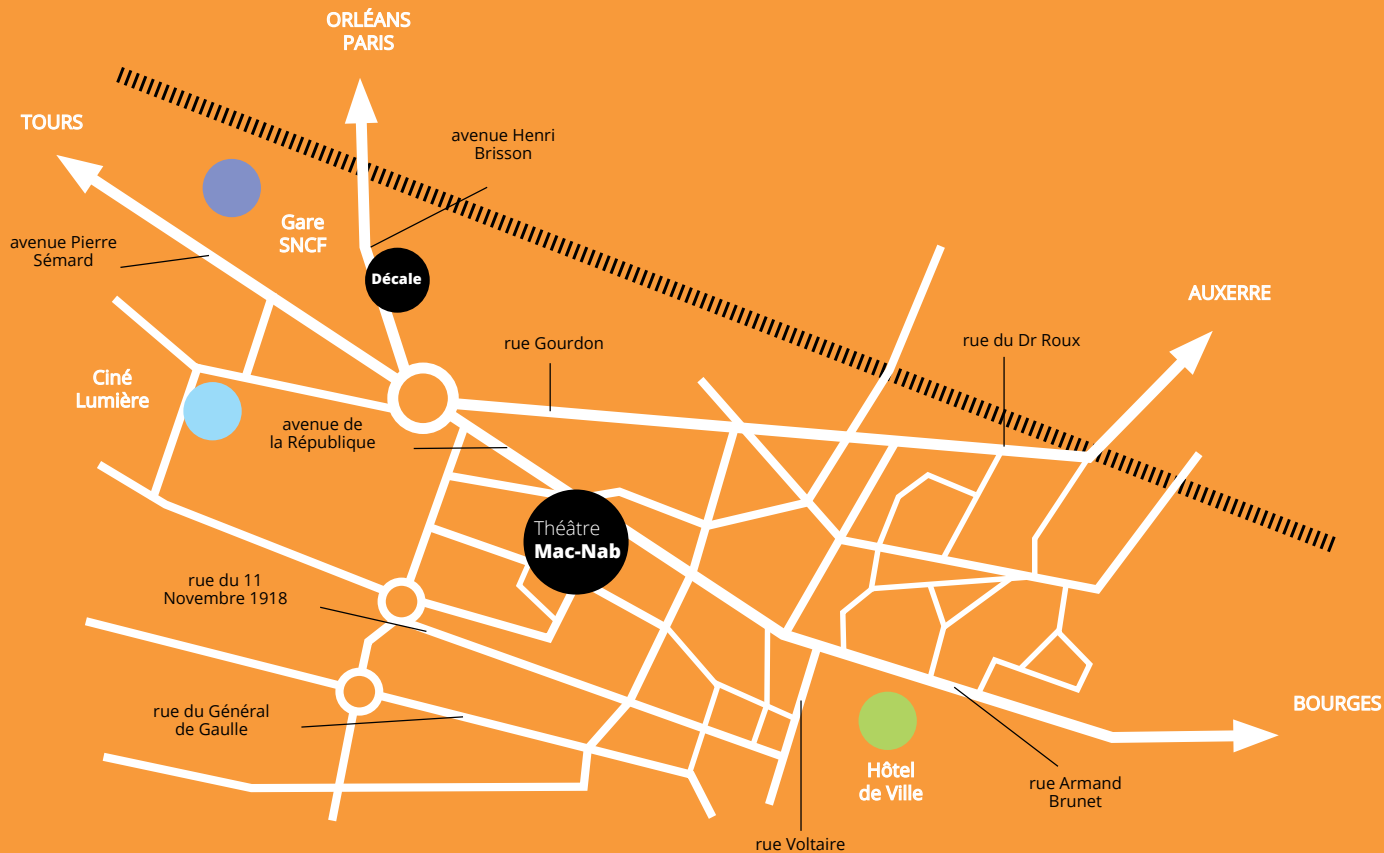 ORLÉANS
PARIS
TOURS
avenue Henri
Brisson
Gare
SNCF
avenue Pierre
Sémard
Décale
AUXERRE
rue Gourdon
rue du Dr Roux
Ciné
Lumière
avenue de
la République
Théâtre
Mac-Nab
rue du 11
Novembre 1918
rue du Général
de Gaulle
BOURGES
Hôtel
de Ville
rue Armand
Brunet
rue Voltaire